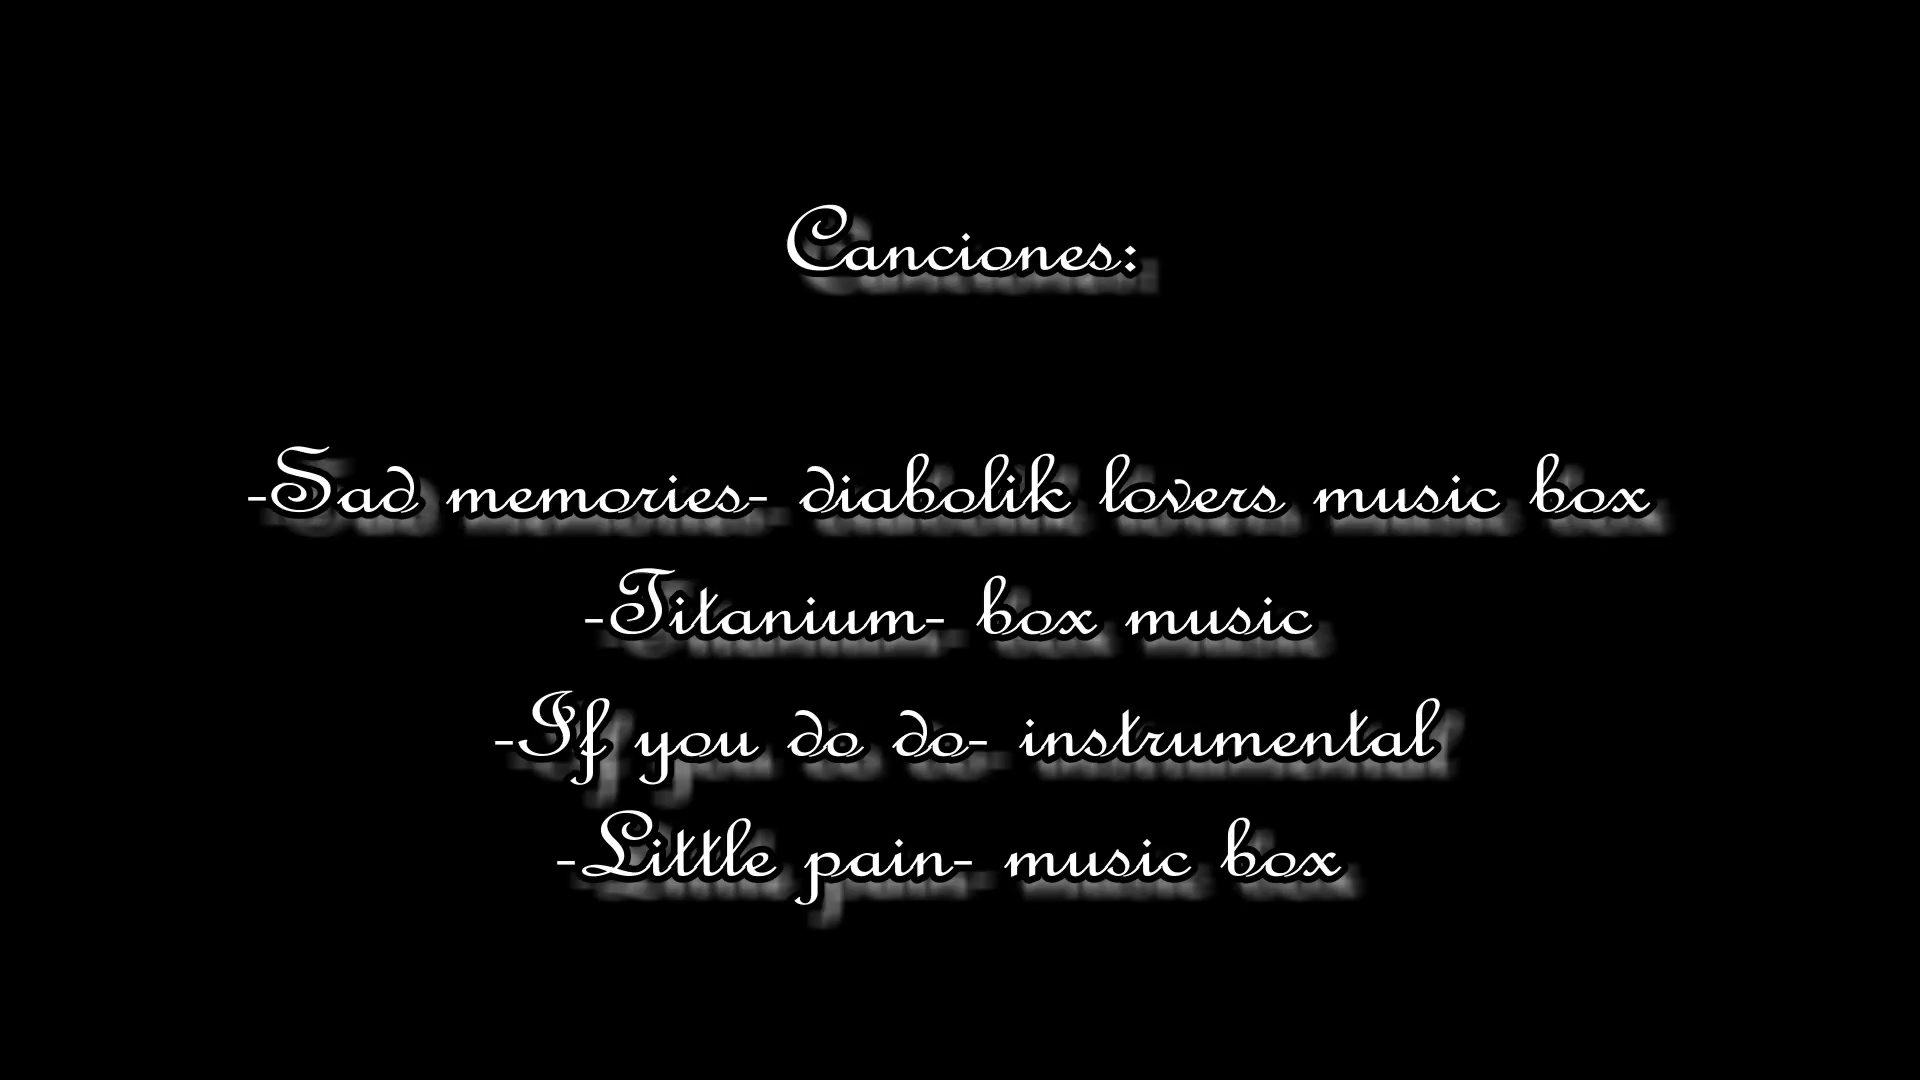 Canciones:
-Sad memories- diabolik lovers music box
-Titanium- box music
-If you do do- instrumental
-Little pain- music box